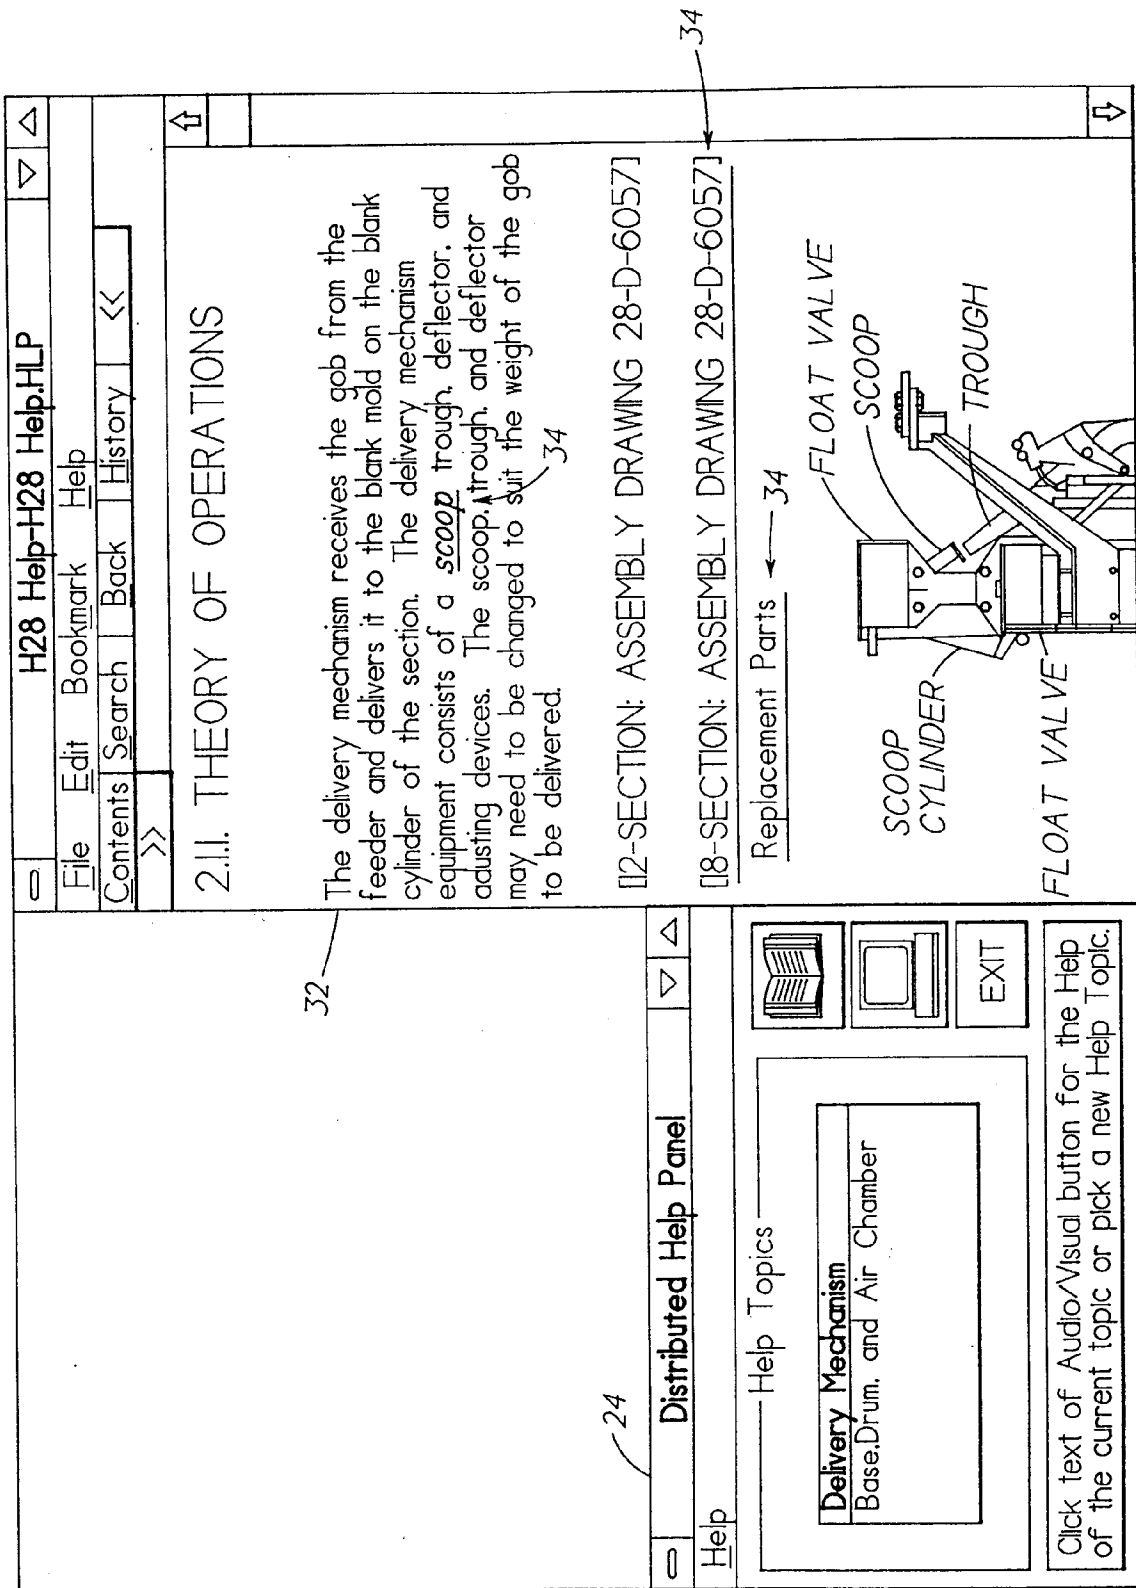 H28 Help-H28 Help.HLP
File Edit Bookmark Help
Contents Search Back History <<
>>
2.1.1. THEORY OF OPERATIONS
The delivery mechanism receives the gob from the
feeder and delivers it to the blank mold on the blank
cylinder of the section. The delivery mechanism
equipment consists of a scoop trough, deflector, and
adusting devices. The scoop, trough, and deflector
may need to be changed to suit the weight of the gob
to be delivered.
34
[12-SECTION: ASSEMBLY DRAWING 28-D-6057]
[18-SECTION: ASSEMBLY DRAWING 28-D-6057]
34
Replacement Parts
34
FLOAT VALVE
SCOOP
TROUGH
SCOOP
CYLINDER
FLOAT VALVE
32
24
Distributed Help Panel
Help
Help Topics
Delivery Mechanism
Base,Drum, and Air Chamber
EXIT
Click text of Audio/Visual button for the Help
of the current topic or pick a new Help Topic.